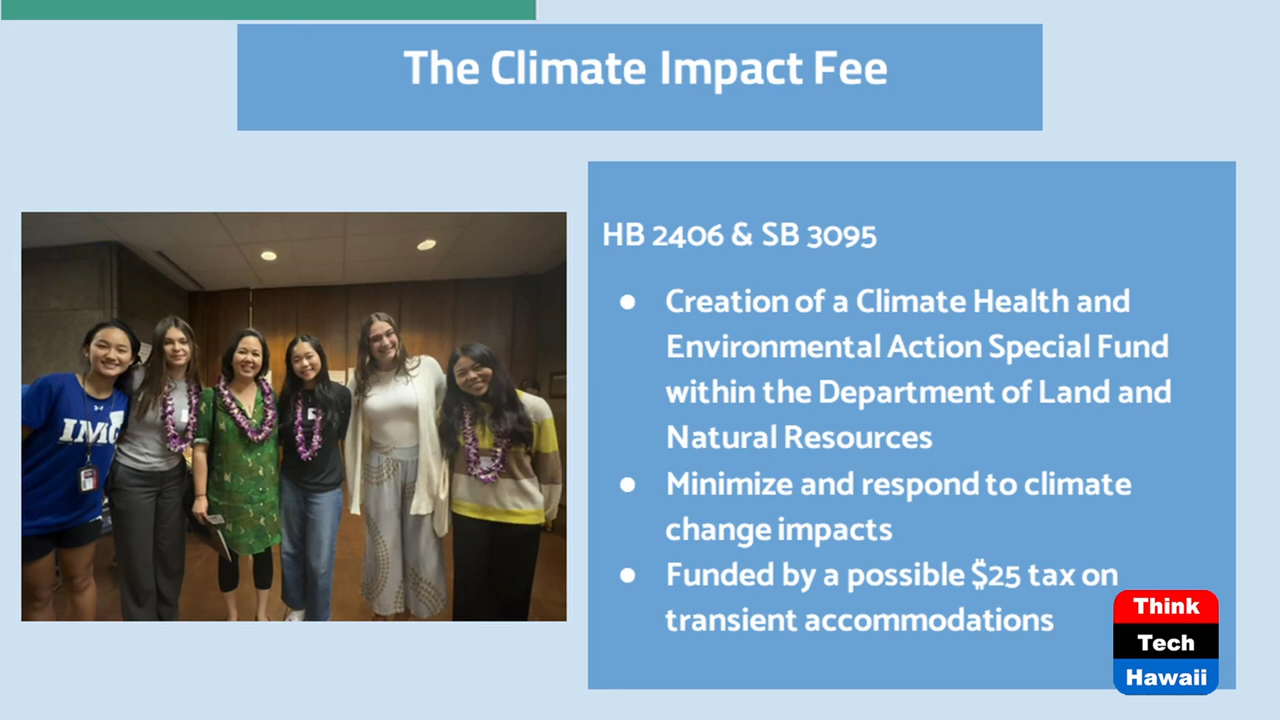 The Climate Impact Fee
HB 2406 & SB 3095
● Creation of a Climate Health and
Environmental Action Special Fund
within the Department of Land and
Natural Resources
● Minimize and respond to climate
change impacts
● Funded by a possible $25 tax on
transient accommodations
Think
Tech
Hawaii